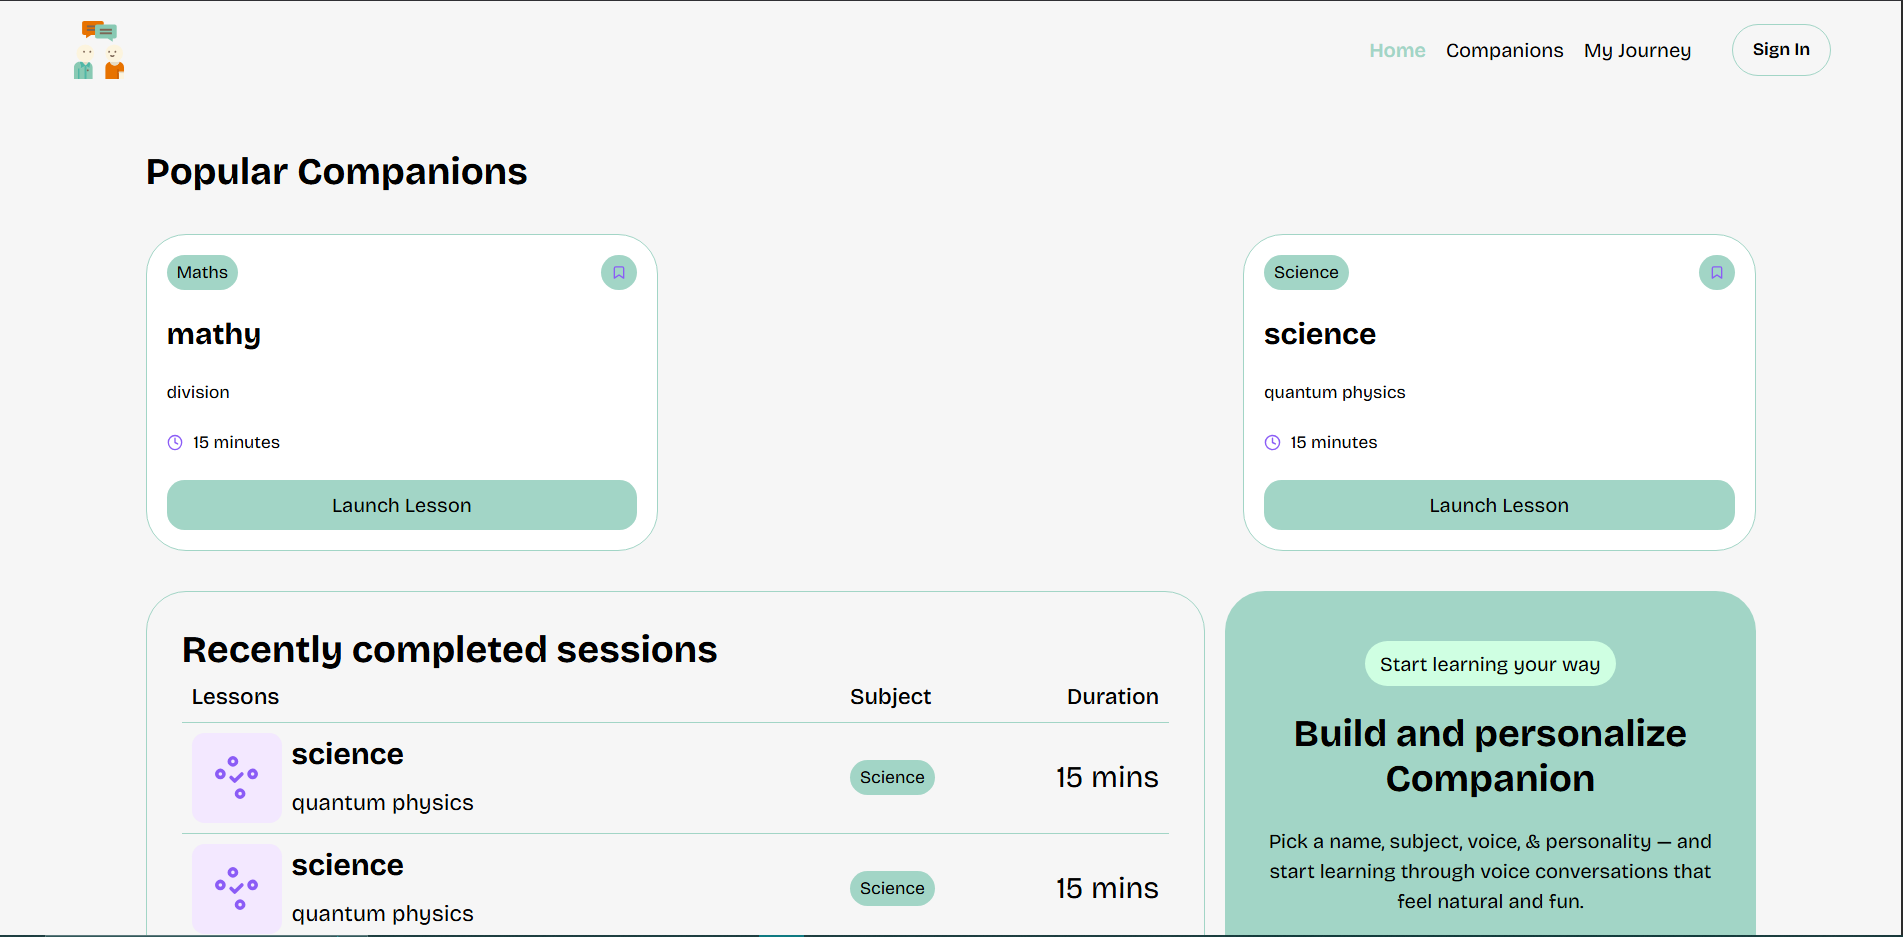 Home Companions My Journey Sign In
Popular Companions
Maths
mathy
division
15 minutes
Launch Lesson
Science
science
quantum physics
15 minutes
Launch Lesson
Recently completed sessions
Lessons Subject Duration
science
quantum physics
Science
15 mins
science
quantum physics
Science
15 mins
Start learning your way
Build and personalize
Companion
Pick a name, subject, voice, & personality — and
start learning through voice conversations that
feel natural and fun.